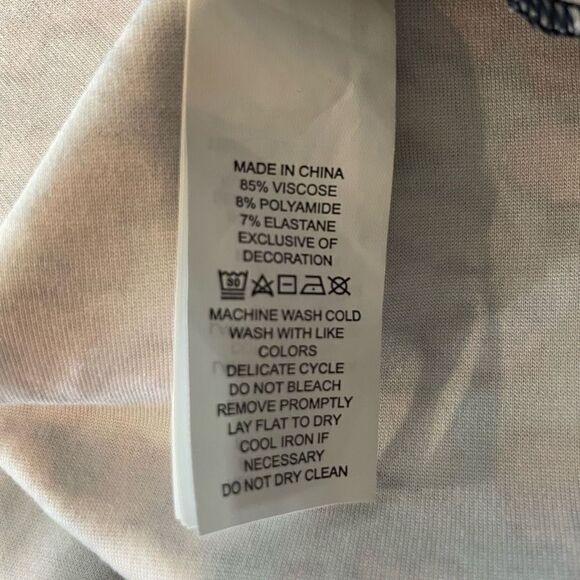 MADE IN CHINA
85% VISCOSE
8% POLYAMIDE
7% ELASTANE
EXCLUSIVE OF
DECORATION
30
MACHINE WASH COLD
WASH WITH LIKE
COLORS
DELICATE CYCLE
DO NOT BLEACH
REMOVE PROMPTLY
LAY FLAT TO DRY
COOL IRON IF
NECESSARY
DO NOT DRY CLEAN